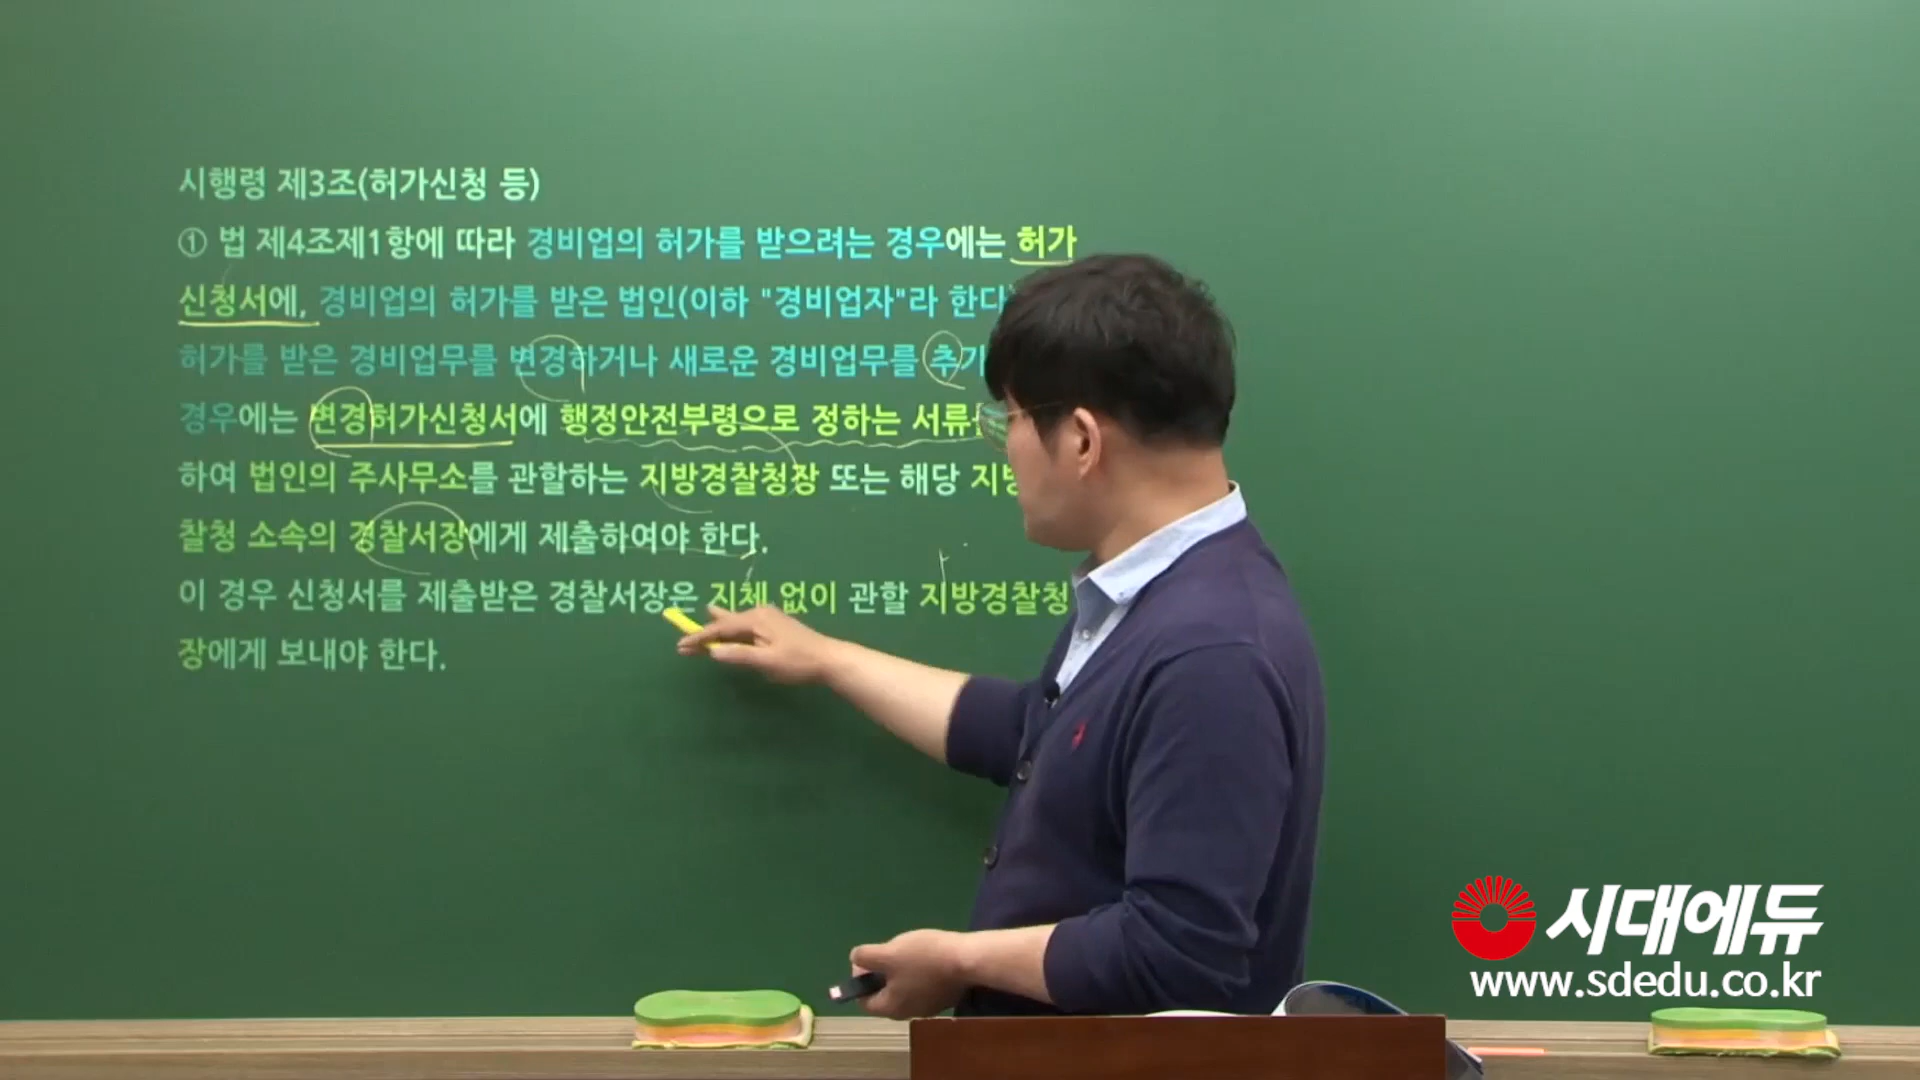 시행령 제3조(허가신청 등)
① 법 제4조제1항에 따라 경비업의 허가를 받으려는 경우에는 허가
신청서에, 경비업의 허가를 받은 법인(이하 "경비업자"라 한다)
허가를 받은 경비업무를 변경하거나 새로운 경비업무를 추가
경우에는 변경허가신청서에 행정안전부령으로 정하는 서류를
하여 법인의 주사무소를 관할하는 지방경찰청장 또는 해당
찰청 소속의 경찰서장에게 제출하여야 한다.
이 경우 신청서를 제출받은 경찰서장은 지체 없이 관할 지방경찰청
장에게 보내야 한다.
시대에듀
www.sdedu.co.kr